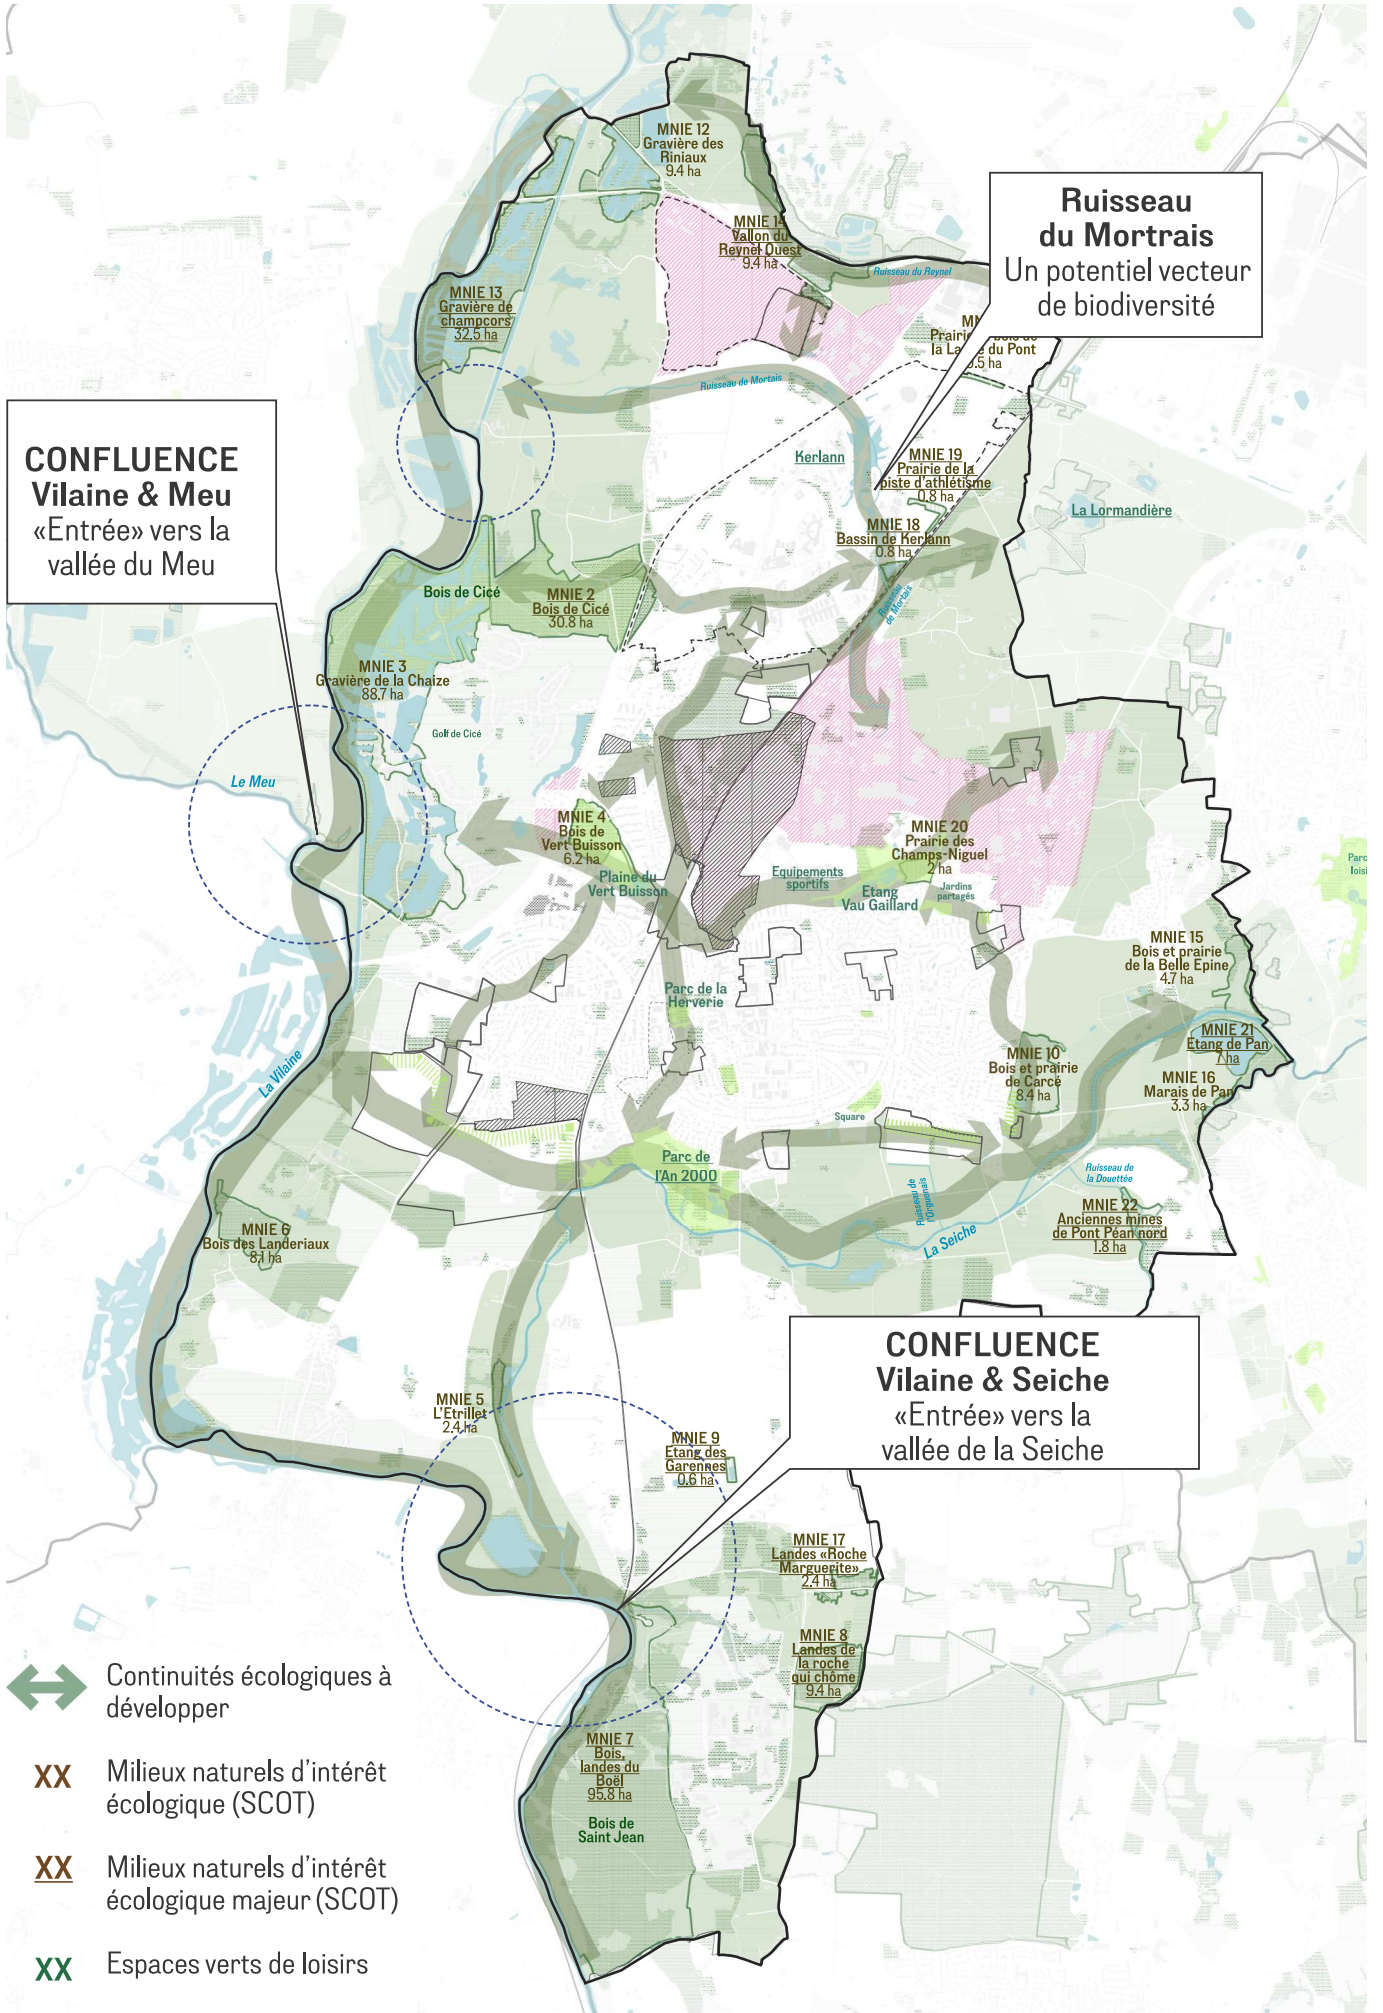 MNIE 12
Gravière des
Riniaux
9.4 ha
MNIE 14
Vallon du
Reynel Ouest
9.4 ha
Ruisseau du Reynel
Ruisseau
du Mortrais
Un potentiel vecteur
de biodiversité
MNIE 13
Gravière de
champcors
32.5 ha
la
du Pont
Ruisseau de Mortais
CONFLUENCE
Vilaine & Meu
«Entrée» vers la
vallée du Meu
Kerlann
MNIE 19
Prairie de la
piste d'athlétisme
0.8 ha
La Lormandière
MNIE 18
Bassin de Kerlann
0.8 ha
Bois de Cicé
MNIE 2
Bois de Cicé
30.8 ha
Ruisseau
de Mortais
MNIE 3
Gravière de la Chaize
88.7 ha
Golf de Cicé
Le Meu
MNIE 4
Bois de
Vert Buisson
6.2 ha
Plaine du
Vert Buisson
MNIE 20
Prairie des
Champs-Niguel
2 ha
Equipements
sportifs
Etang
Vau Gaillard
Jardins
partagés
Parc
loisi
MNIE 15
Bois et prairie
de la Belle Epine
4.7 ha
Parc de la
Herverie
La Vilaine
MNIE 21
Etang de Pan
7 ha
MNIE 10
Bois et prairie
de Carcé
8.4 ha
MNIE 16
Marais de Pan
3.3 ha
Square
Parc de
l'An 2000
Ruisseau de
la Douettée
Ruisseau de
l'Orguenais
MNIE 22
Anciennes mines
de Pont Péan nord
1.8 ha
La Seiche
MNIE 6
Bois des Landeriaux
8.1 ha
CONFLUENCE
Vilaine & Seiche
«Entrée» vers la
vallée de la Seiche
MNIE 5
L'Etrillet
2.4 ha
MNIE 9
Etang des
Garennes
0.6 ha
MNIE 17
Landes «Roche
Marguerite»
2.4 ha
MNIE 8
Landes de
la roche
qui chôme
9.4 ha
MNIE 7
Bois,
landes du
Boël
95.8 ha
Bois de
Saint Jean
Continuités écologiques à
développer
XX Milieux naturels d'intérêt
écologique (SCOT)
XX Milieux naturels d'intérêt
écologique majeur (SCOT)
XX Espaces verts de loisirs